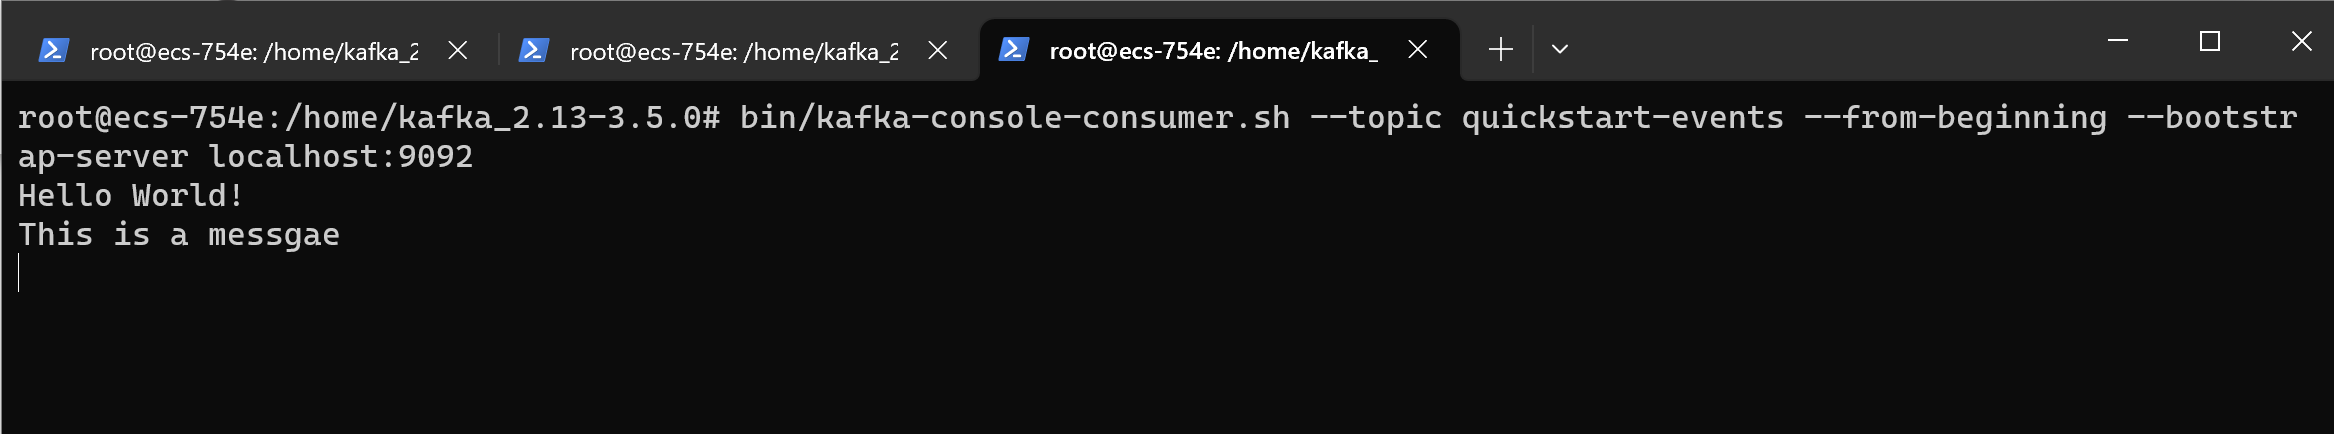 root@ecs-754e: /home/kafka_2
root@ecs-754e: /home/kafka_2
root@ecs-754e: /home/kafka_
root@ecs-754e:/home/kafka_2.13-3.5.0# bin/kafka-console-consumer.sh --topic quickstart-events --from-beginning --bootstr
ap-server localhost:9092
Hello World!
This is a messgae